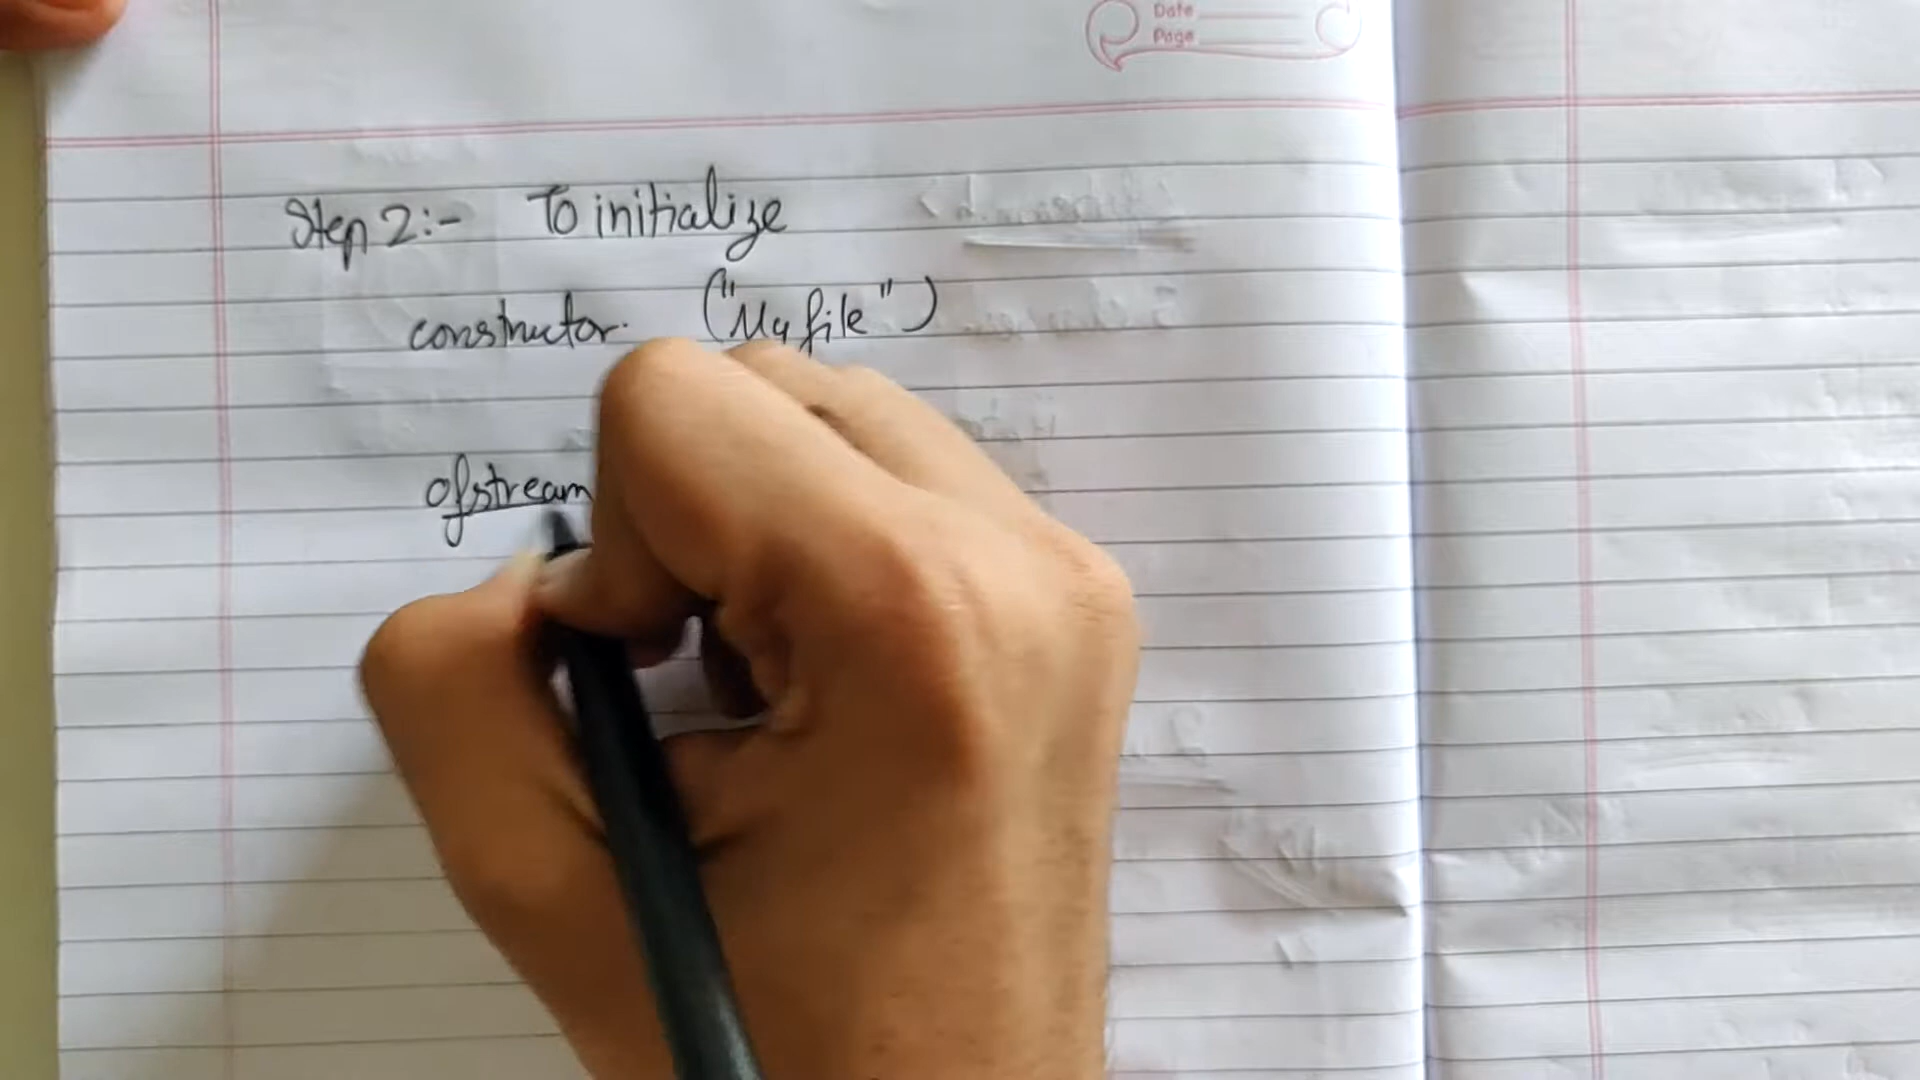 Date
Page
Step 2:- To initialize
constructor. ("My file")
ofstream